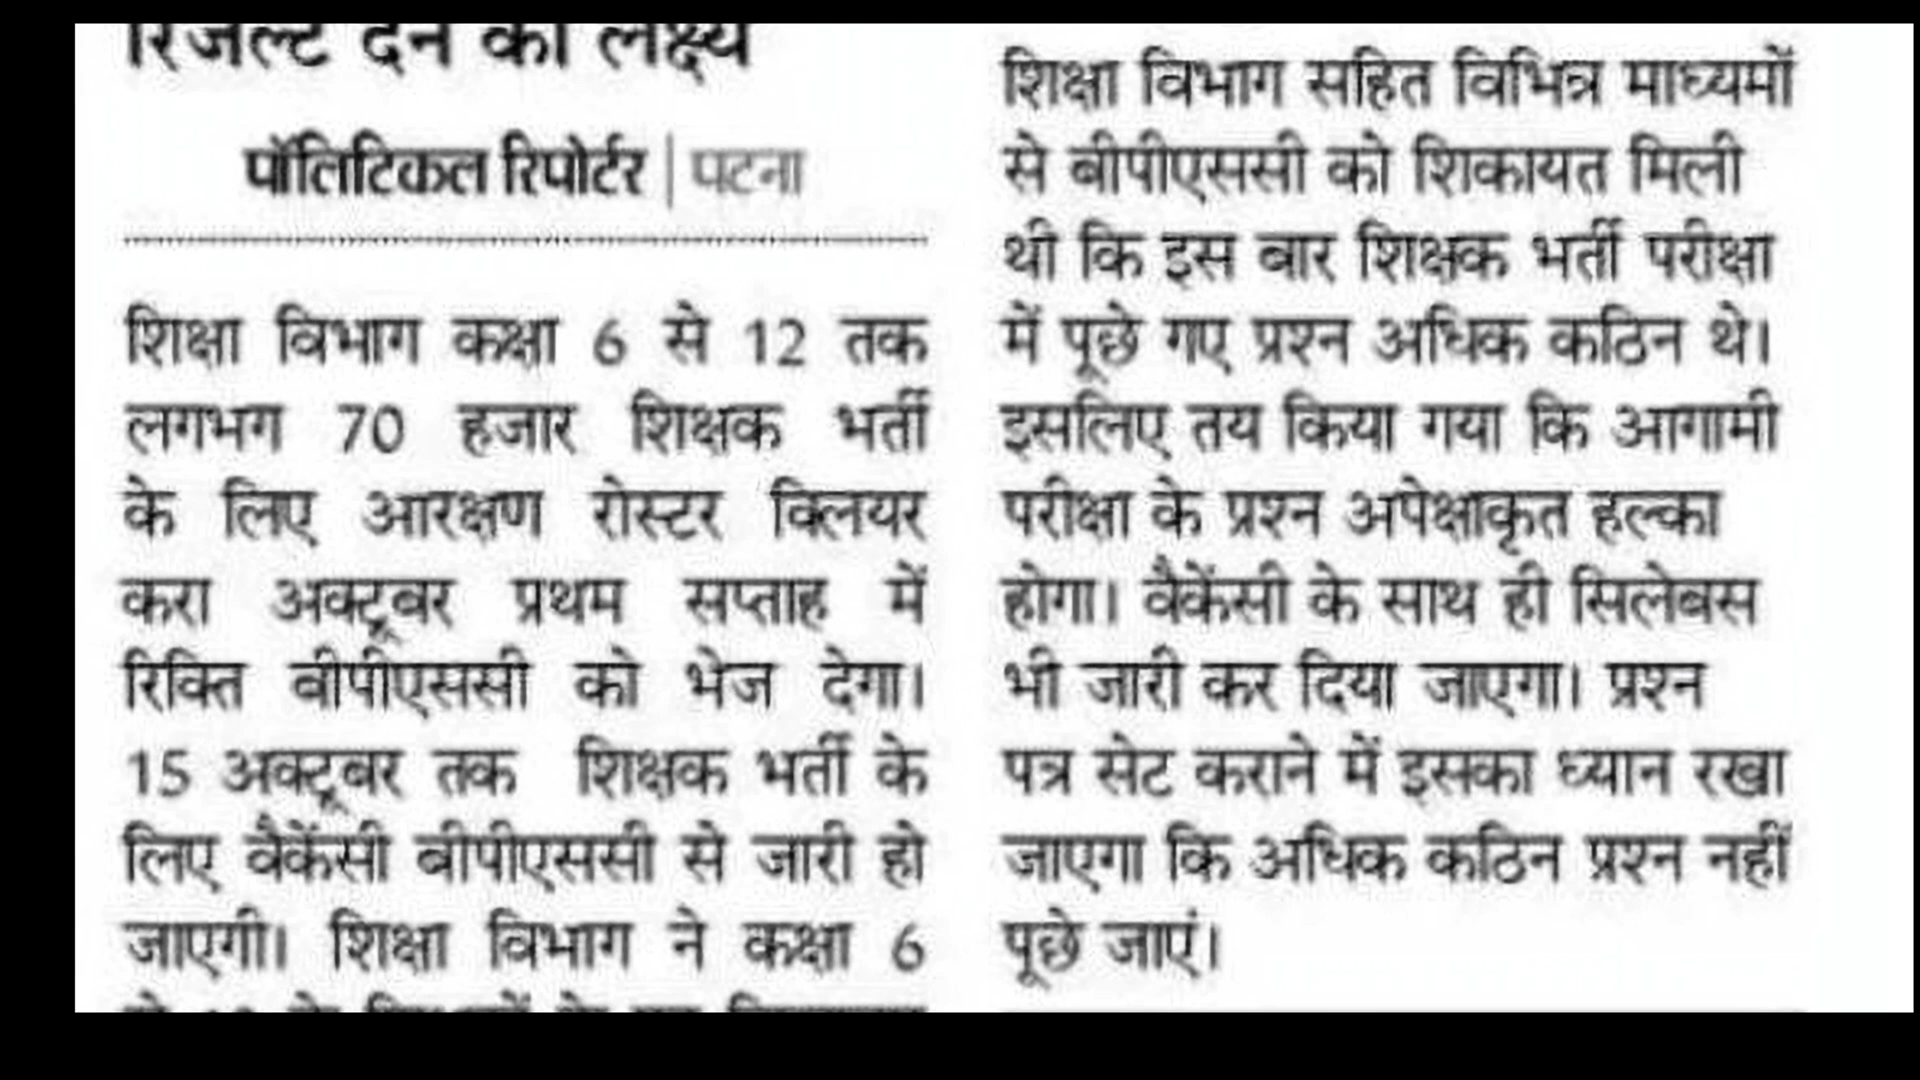 रिजल्ट देने का लक्ष्य
पॉलिटिकल रिपोर्टर | पटना
शिक्षा विभाग कक्षा 6 से 12 तक
लगभग 70 हजार शिक्षक भर्ती
के लिए आरक्षण रोस्टर क्लियर
करा अक्टूबर प्रथम सप्ताह में
रिक्ति बीपीएससी को भेज देगा।
15 अक्टूबर तक शिक्षक भर्ती के
लिए वैकेंसी बीपीएससी से जारी हो
जाएगी। शिक्षा विभाग ने कक्षा 6
शिक्षा विभाग सहित विभिन्न माध्यमों
से बीपीएससी को शिकायत मिली
थी कि इस बार शिक्षक भर्ती परीक्षा
में पूछे गए प्रश्न अधिक कठिन थे।
इसलिए तय किया गया कि आगामी
परीक्षा के प्रश्न अपेक्षाकृत हल्का
होगा। वैकेंसी के साथ ही सिलेबस
भी जारी कर दिया जाएगा। प्रश्न
पत्र सेट कराने में इसका ध्यान रखा
जाएगा कि अधिक कठिन प्रश्न नहीं
पूछे जाएं।